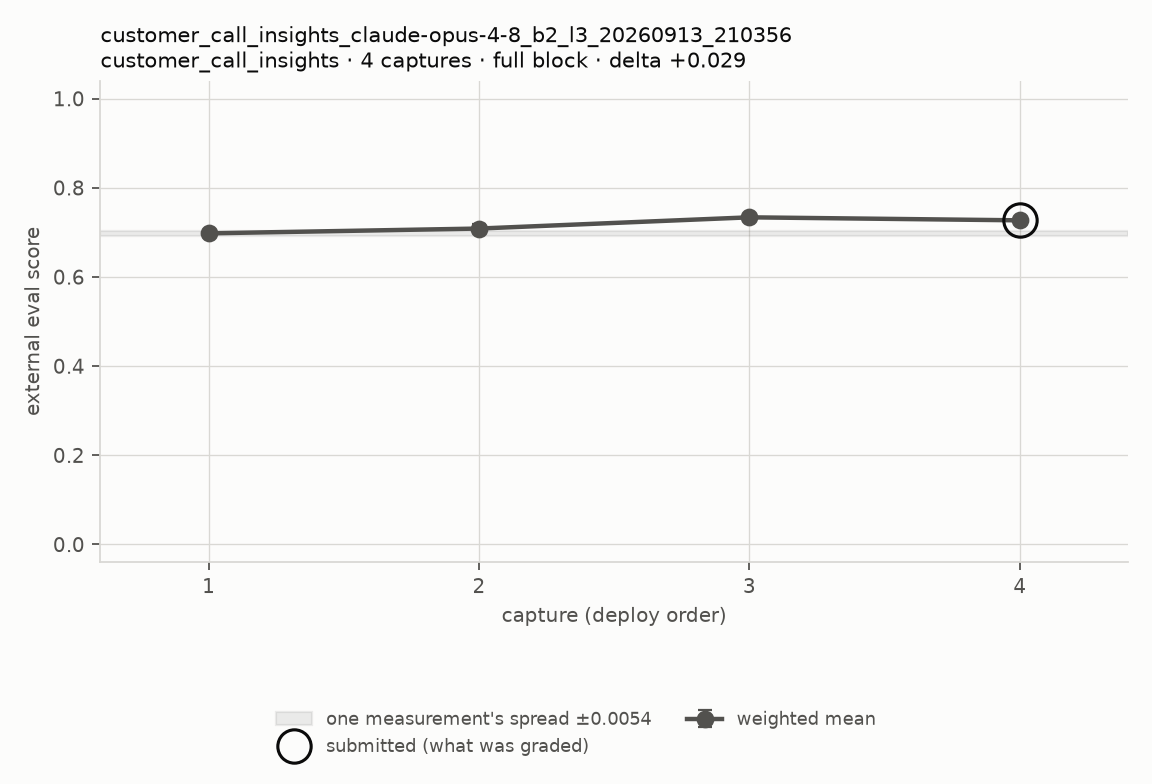 customer_call_insights_claude-opus-4-8_b2_l3_20260913_210356
customer_call_insights · 4 captures · full block · delta +0.029
external eval score
1.0
0.8
0.6
0.4
0.2
0.0
1 2 3 4
capture (deploy order)
one measurement's spread ±0.0054 weighted mean
submitted (what was graded)